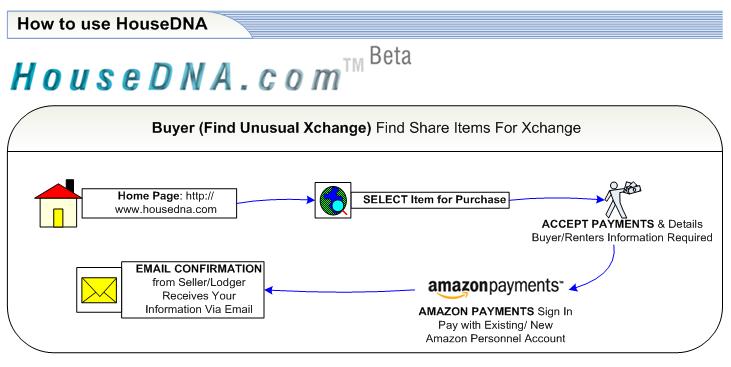 How to use HouseDNA
HouseDNA.com™ Beta
Buyer (Find Unusual Xchange) Find Share Items For Xchange
Home Page: http://
www.housedna.com
SELECT Item for Purchase
ACCEPT PAYMENTS & Details
Buyer/Renters Information Required
EMAIL CONFIRMATION
from Seller/Lodger
Receives Your
Information Via Email
amazonpayments™
AMAZON PAYMENTS Sign In
Pay with Existing/ New
Amazon Personnel Account